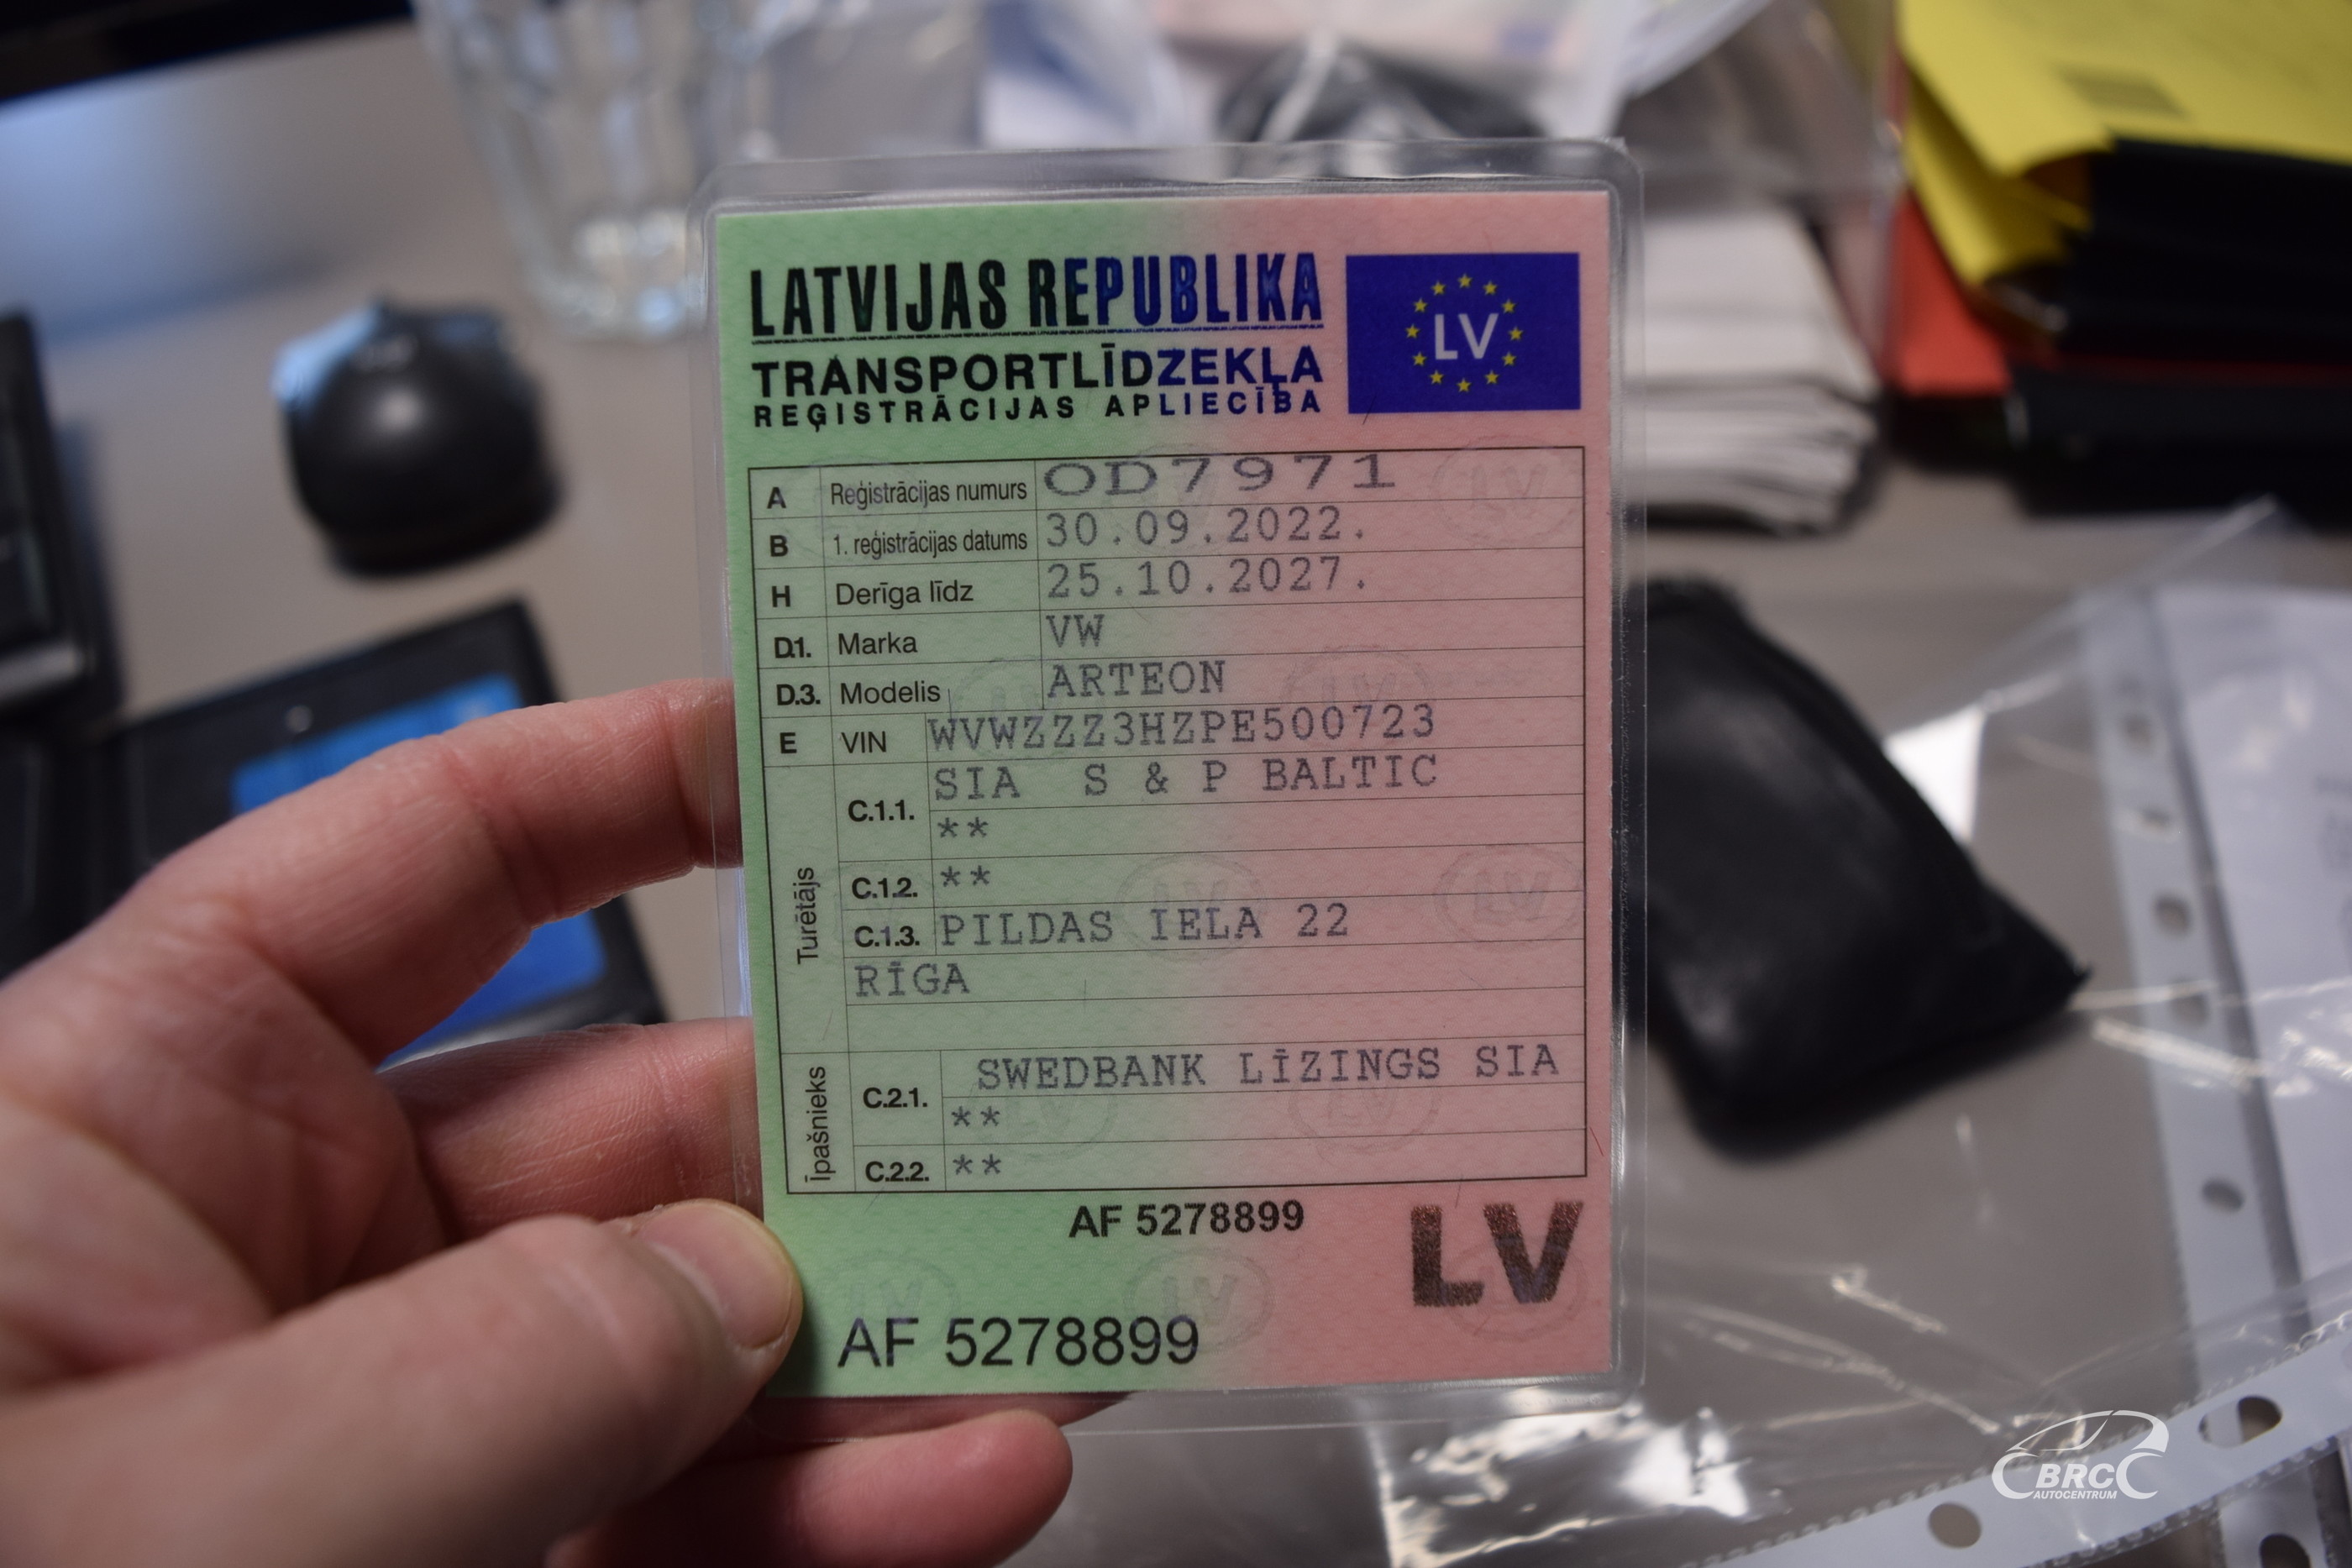 LATVIJAS REPUBLIKA
TRANSPORTLĪDZEKĻA
REĢISTRĀCIJAS APLIECĪBA
LV
A Reģistrācijas numurs OD7971
B 1. reģistrācijas datums 30.09.2022.
H Derīga līdz 25.10.2027.
D.1. Marka VW
D.3. Modelis ARTEON
E VIN WVWZZZ3HZPE500723
Turētājs
C.1.1. SIA S & P BALTIC
**
C.1.2. **
C.1.3. PILDAS IELA 22
RĪGA
Īpašnieks
C.2.1. SWEDBANK LĪZINGS SIA
**
C.2.2. **
AF 5278899
LV
AF 5278899
BRC
AUTOCENTRUM